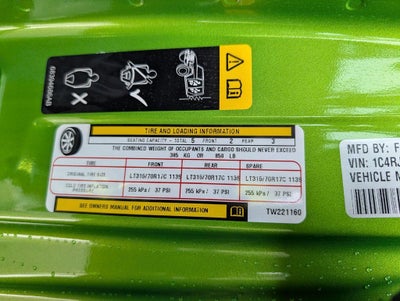 68394668AB
TIRE AND LOADING INFORMATION
SEATING CAPACITY - TOTAL 5 FRONT 2 REAR 3
THE COMBINED WEIGHT OF OCCUPANTS AND CARGO SHOULD NEVER EXCEED
385 KG OR 850 LB
TIRE FRONT REAR SPARE
ORIGINAL TIRE SIZE LT315/70R17C 113S LT315/70R17C 113S LT315/70R17C 113S
COLD TIRE INFLATION PRESSURE 255 kPa / 37 PSI 255 kPa / 37 PSI 255 kPa / 37 PSI
SEE OWNERS MANUAL FOR ADDITIONAL INFORMATION
TW221160
MFG BY: F
VIN: 1C4RJ
VEHICLE M